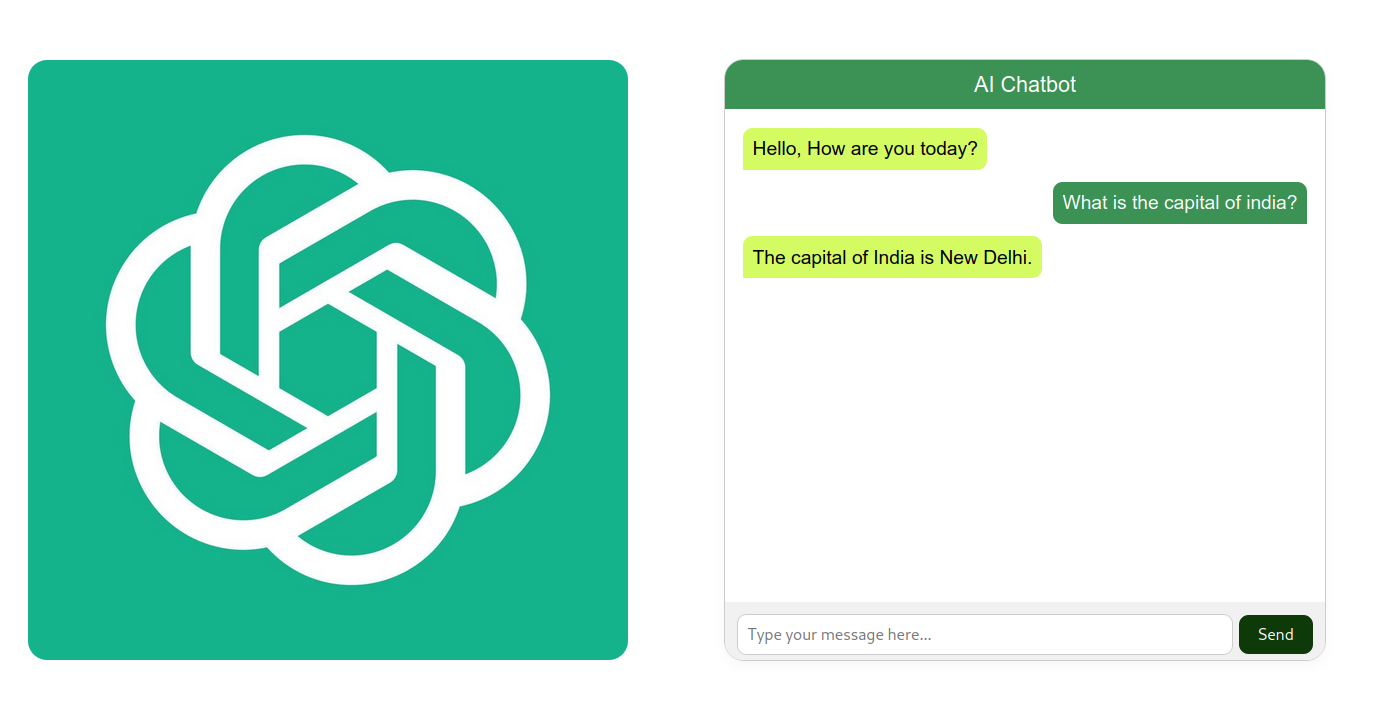 AI Chatbot
Hello, How are you today?
What is the capital of india?
The capital of India is New Delhi.
Type your message here...
Send